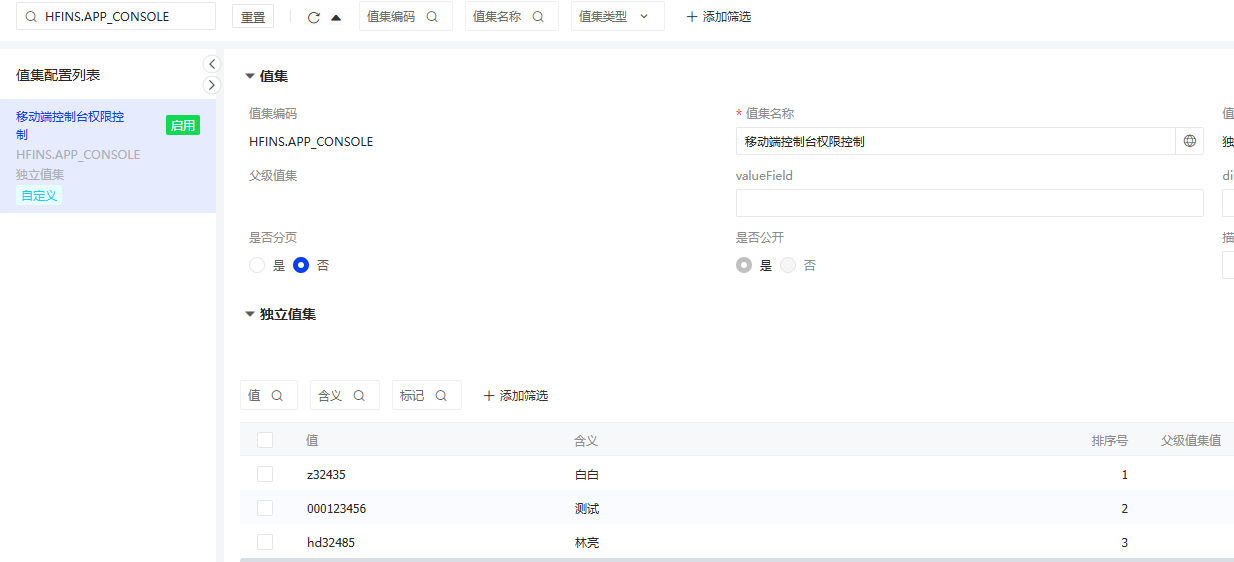 HFINS.APP_CONSOLE 重置 值集编码 值集名称 值集类型 添加筛选
值集配置列表
移动端控制台权限控
制
启用
HFINS.APP_CONSOLE
独立值集
自定义
值集
值集编码 * 值集名称 值
HFINS.APP_CONSOLE 移动端控制台权限控制 独
父级值集 valueField di
是否分页 是否公开 描
是 否 是 否
独立值集
值 含义 标记 添加筛选
值 含义 排序号 父级值集值
z32435 白白 1
000123456 测试 2
hd32485 林亮 3